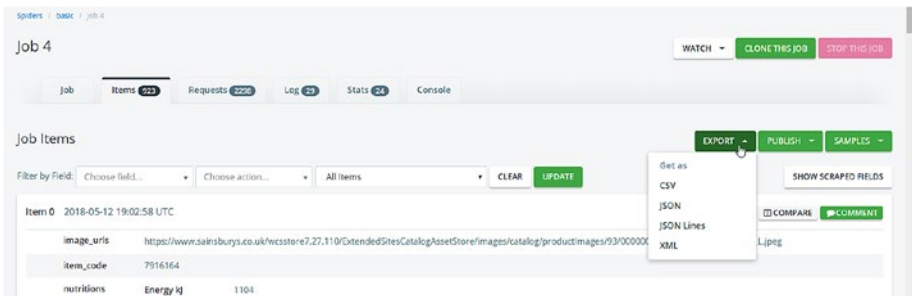 Spiders / basic / job 4
Job 4
WATCH CLONE THIS JOB STOP THIS JOB
Job Items 923 Requests 2298 Log 23 Stats 24 Console
Job Items
EXPORT PUBLISH SAMPLES
Filter by Field: Choose field... Choose action... All Items CLEAR UPDATE SHOW SCRAPED FIELDS
Get as
CSV
JSON
JSON Lines
XML
Item 0 2018-05-12 19:02:58 UTC COMPARE COMMENT
image_urls https://www.sainsburys.co.uk/wcsstore7.27.110/ExtendedSitesCatalogAssetStore/images/catalog/productImages/93/000000 L.jpeg
item_code 7916164
nutritions Energy kJ 1104